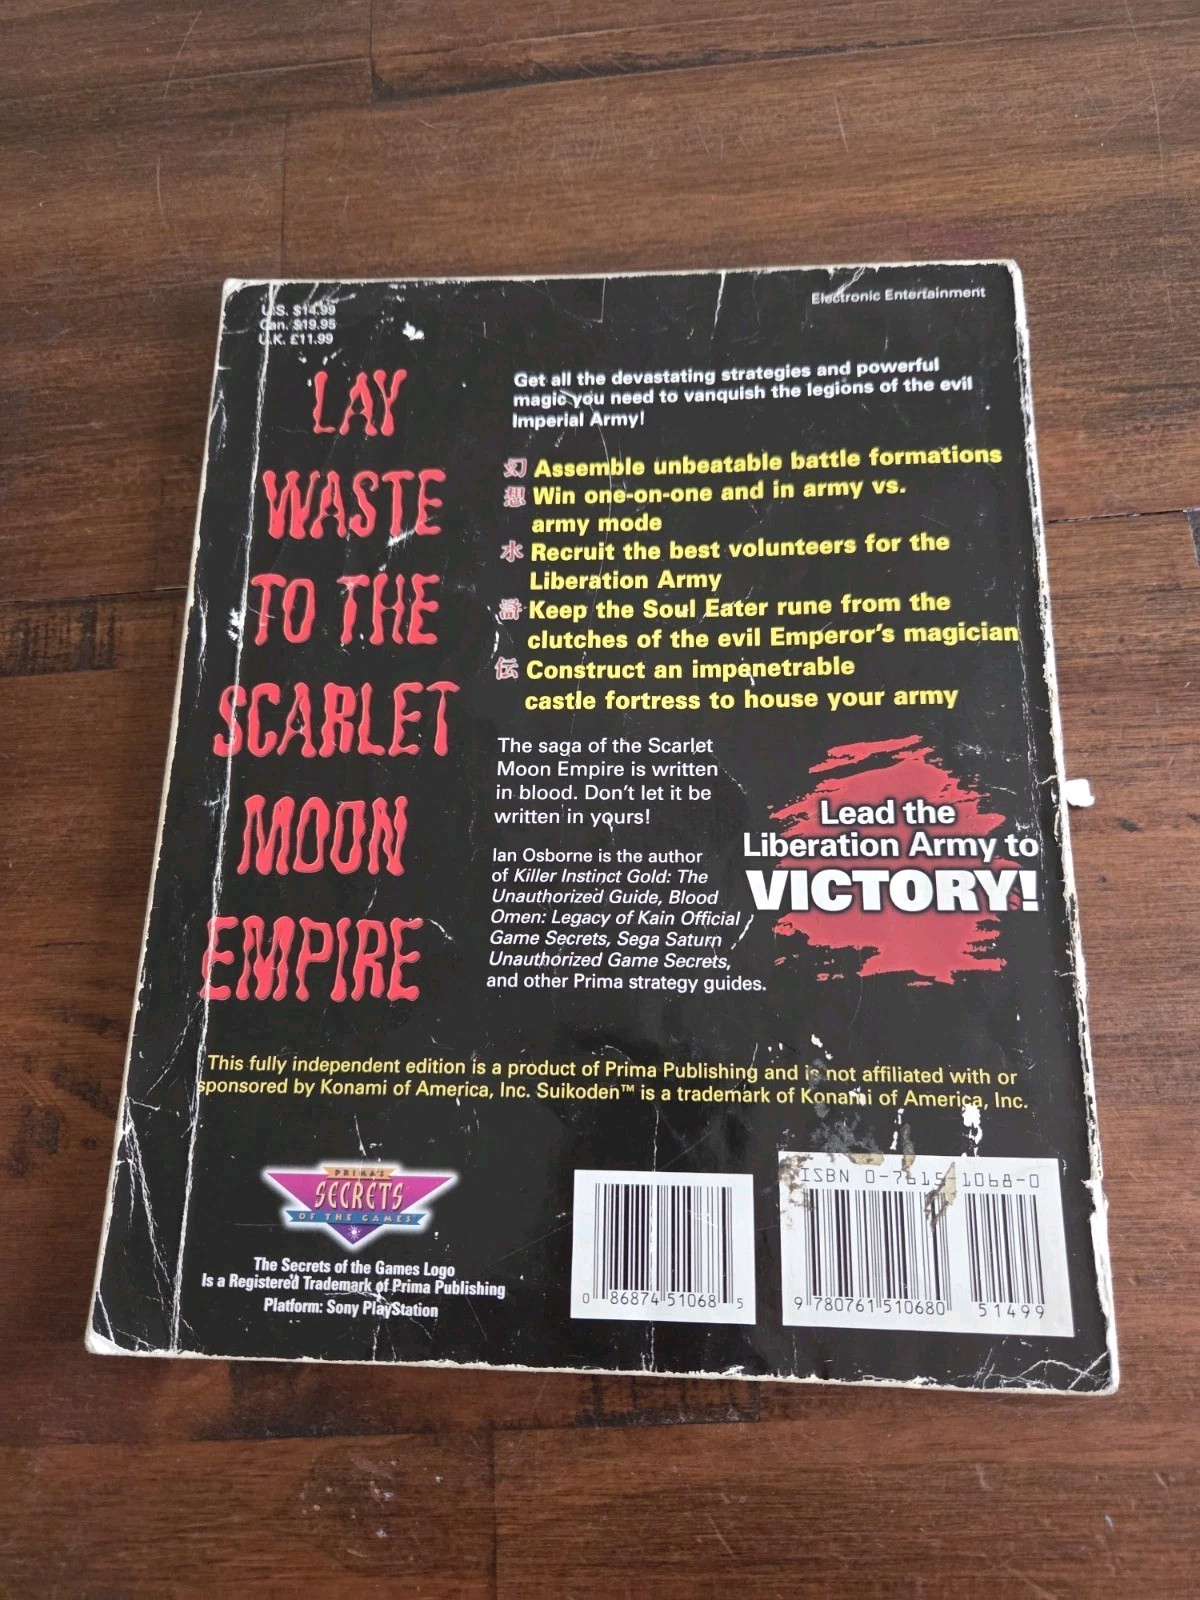 U.S. $14.99
Can. $19.95
U.K. £11.99
Electronic Entertainment
LAY
WASTE
TO THE
SCARLET
MOON
EMPIRE
Get all the devastating strategies and powerful
magic you need to vanquish the legions of the evil
Imperial Army!
幻 Assemble unbeatable battle formations
想 Win one-on-one and in army vs.
army mode
水 Recruit the best volunteers for the
Liberation Army
滸 Keep the Soul Eater rune from the
clutches of the evil Emperor's magician
伝 Construct an impenetrable
castle fortress to house your army
The saga of the Scarlet
Moon Empire is written
in blood. Don't let it be
written in yours!
Ian Osborne is the author
of Killer Instinct Gold: The
Unauthorized Guide, Blood
Omen: Legacy of Kain Official
Game Secrets, Sega Saturn
Unauthorized Game Secrets,
and other Prima strategy guides.
Lead the
Liberation Army to
VICTORY!
This fully independent edition is a product of Prima Publishing and is not affiliated with or
sponsored by Konami of America, Inc. Suikoden™ is a trademark of Konami of America, Inc.
PRIMA'S
SECRETS
OF THE GAMES
The Secrets of the Games Logo
Is a Registered Trademark of Prima Publishing
Platform: Sony PlayStation
0 86874 51068 5
ISBN 0-7615-1068-0
9 780761 510680
51499